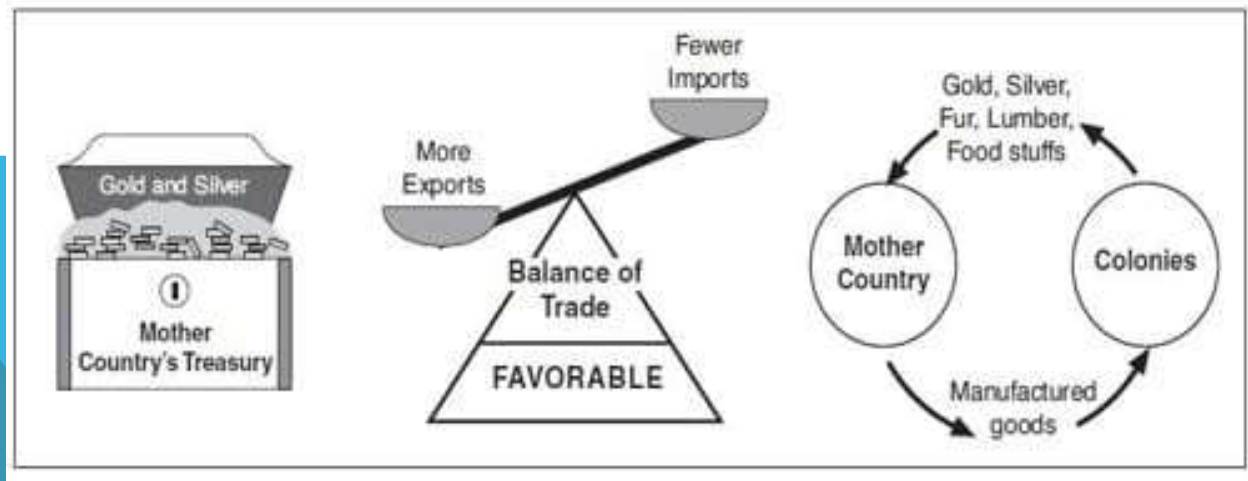 Gold and Silver
Mother
Country's Treasury
More
Exports
Fewer
Imports
Balance of
Trade
FAVORABLE
Gold, Silver,
Fur, Lumber,
Food stuffs
Mother
Country
Colonies
Manufactured
goods